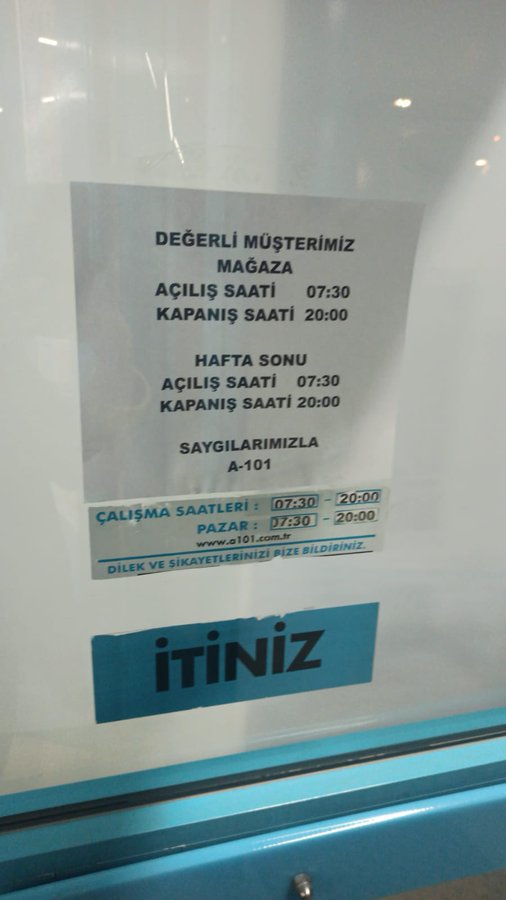 DEĞERLİ MÜŞTERİMİZ
MAĞAZA
AÇILIŞ SAATİ 07:30
KAPANIŞ SAATİ 20:00
HAFTA SONU
AÇILIŞ SAATİ 07:30
KAPANIŞ SAATİ 20:00
SAYGILARIMIZLA
A-101
ÇALIŞMA SAATLERİ : 07:30 - 20:00
PAZAR : 07:30 - 20:00
www.a101.com.tr
DİLEK VE ŞİKAYETLERİNİZİ BİZE BİLDİRİNİZ.
İTİNİZ